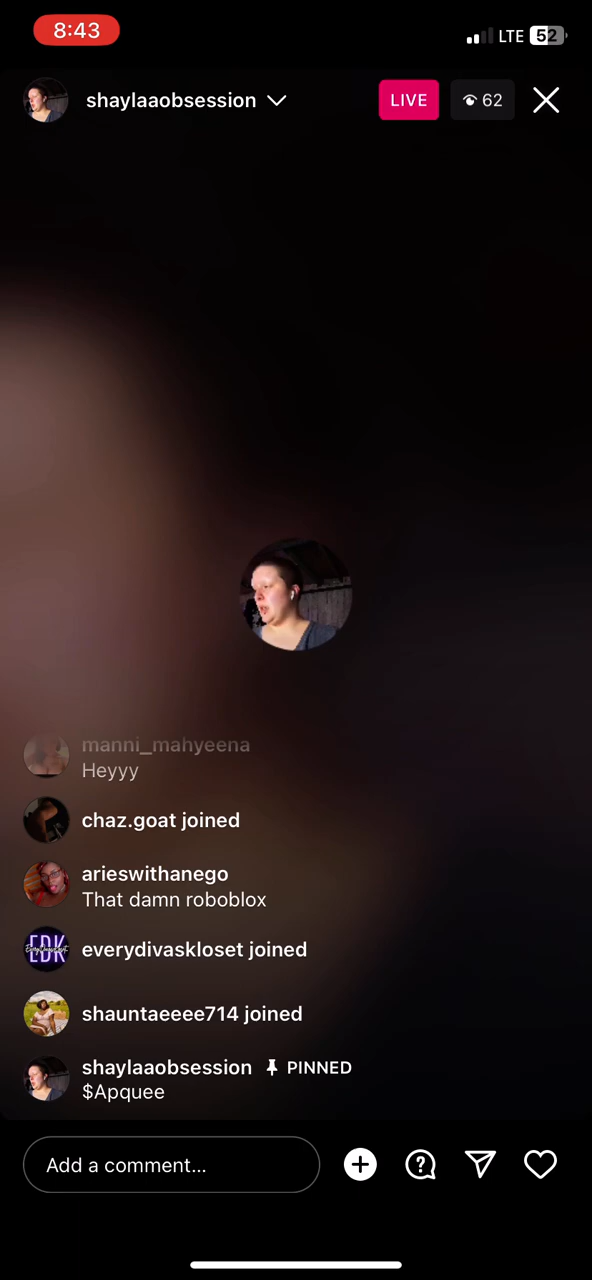 8:43
LTE 52
shaylaaobsession
LIVE 62
manni_mahyeena
Heyyy
chaz.goat joined
arieswithanego
That damn roboblox
EDK
everydivaskloset joined
shauntaeeee714 joined
shaylaaobsession PINNED
$Apquee
Add a comment...